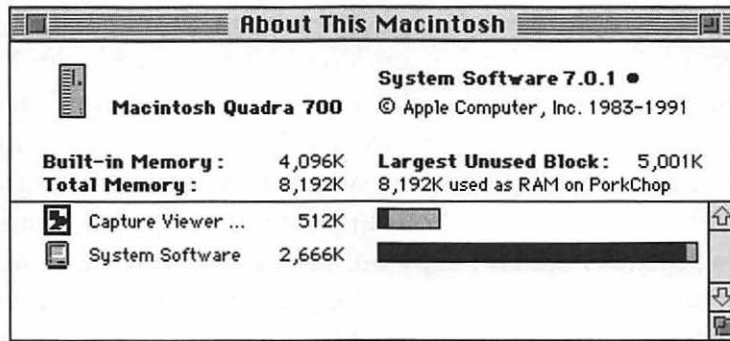 About This Macintosh
System Software 7.0.1 •
Macintosh Quadra 700
© Apple Computer, Inc. 1983-1991
Built-in Memory: 4,096K
Largest Unused Block: 5,001K
Total Memory: 8,192K
8,192K used as RAM on PorkChop
Capture Viewer ... 512K
System Software 2,666K